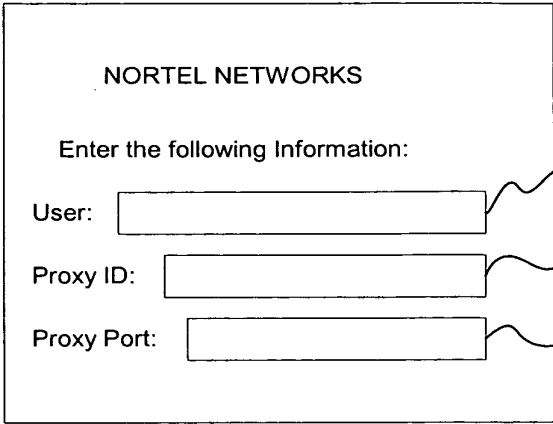 NORTEL NETWORKS
Enter the following Information:
User:
Proxy ID:
Proxy Port: